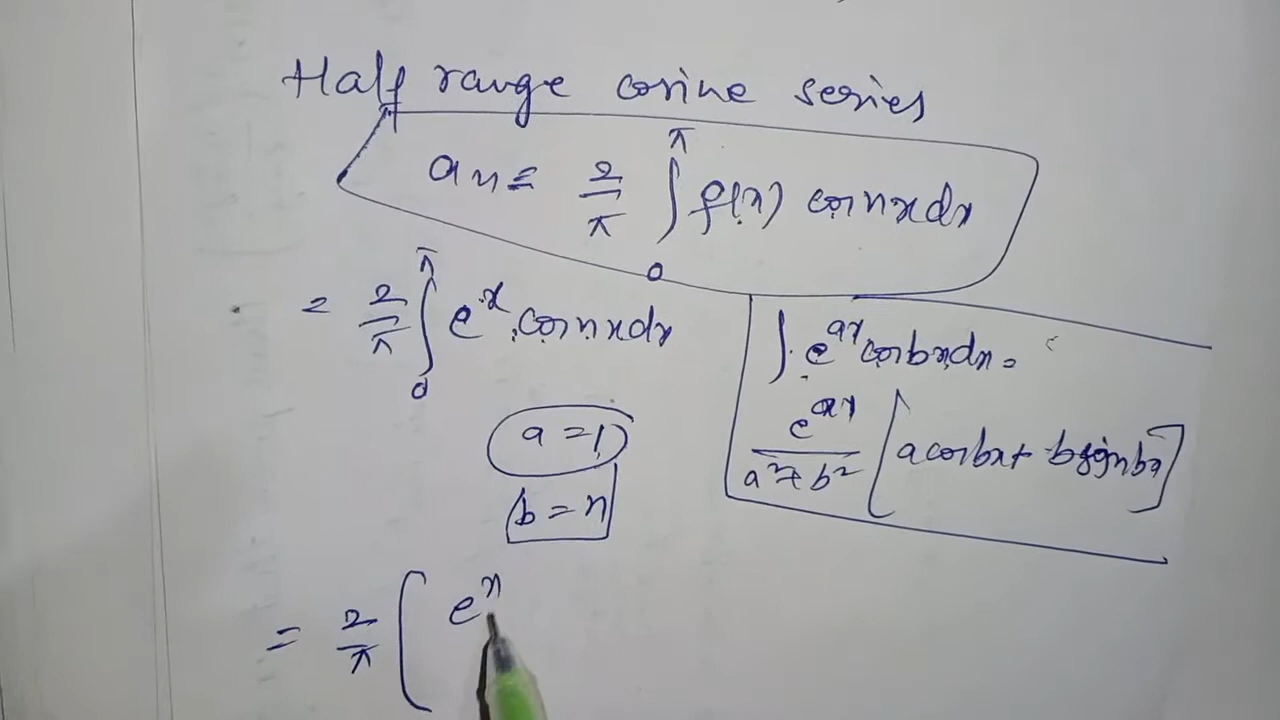 Half range cosine series
an = 2/π ∫₀^π f(x) cos nx dx
= 2/π ∫₀^π e^x cos nx dx
∫ e^ax cos bx dx =
e^ax / a²+b² [a cos bx + b sin bx]
a = 1
b = n
= 2/π [ e^x